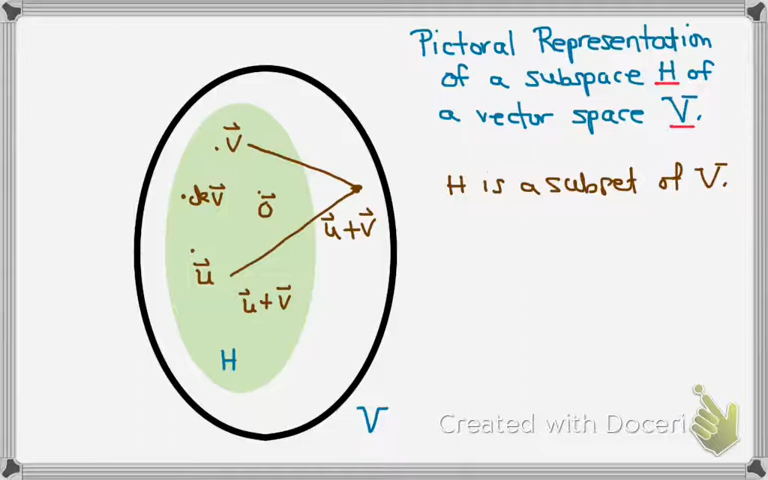 Pictoral Representation
of a subspace H of
a vector space V.
H is a subset of V.
.v⃗
.kv⃗
.0⃗
u⃗+v⃗
.u⃗
u⃗+v⃗
H
V
Created with Doceri